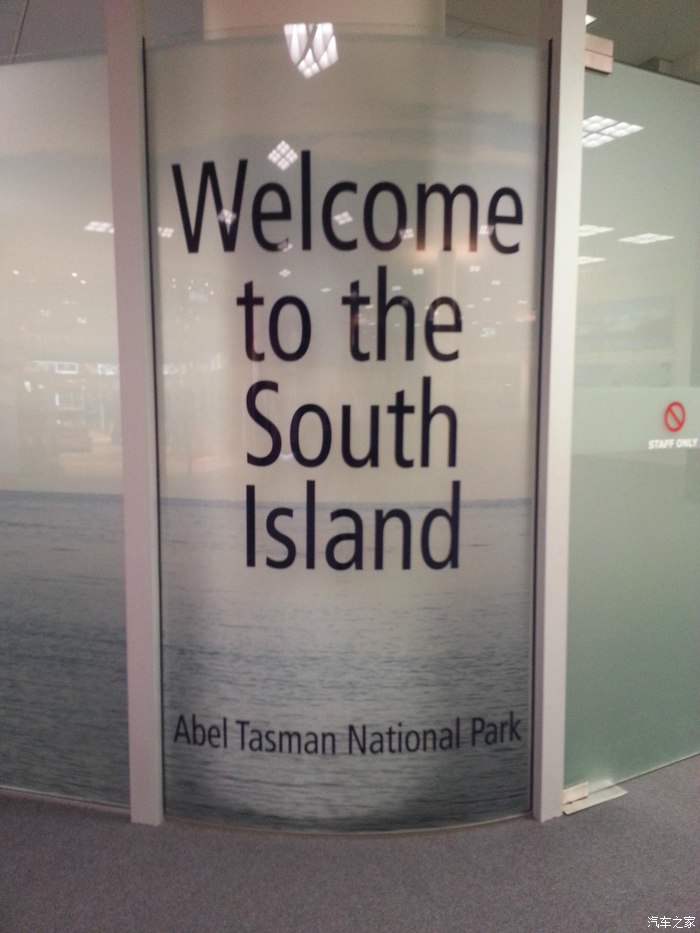 Welcome
to the
South
Island
STAFF ONLY
Abel Tasman National Park
汽车之家